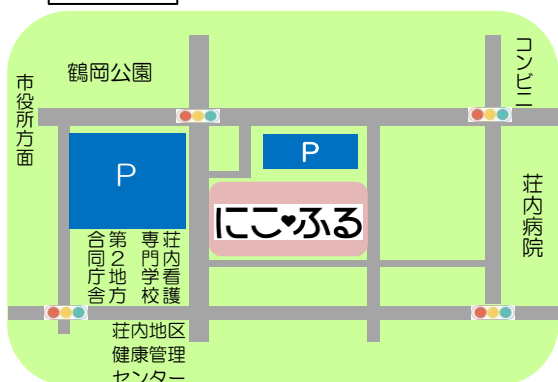 鶴岡公園
コンビニ
市役所方面
P
P
荘内病院
にこ♥ふる
荘内看護
専門学校
第2地方
合同庁舎
荘内地区
健康管理
センター